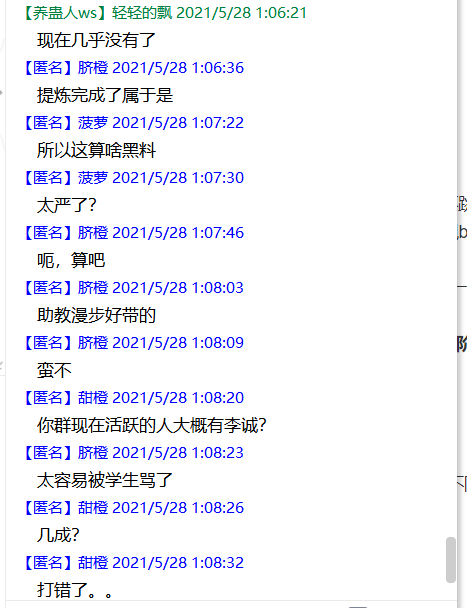 【养蛊人ws】轻轻的飘 2021/5/28 1:06:21
现在几乎没有了
【匿名】脐橙 2021/5/28 1:06:36
提炼完成了属于是
【匿名】菠萝 2021/5/28 1:07:22
所以这算啥黑料
【匿名】菠萝 2021/5/28 1:07:30
太严了？
【匿名】脐橙 2021/5/28 1:07:46
呃，算吧
【匿名】脐橙 2021/5/28 1:08:03
助教漫步好带的
【匿名】脐橙 2021/5/28 1:08:09
蛮不
【匿名】甜橙 2021/5/28 1:08:20
你群现在活跃的人大概有李诚？
【匿名】脐橙 2021/5/28 1:08:23
太容易被学生骂了
【匿名】甜橙 2021/5/28 1:08:26
几成？
【匿名】甜橙 2021/5/28 1:08:32
打错了。。